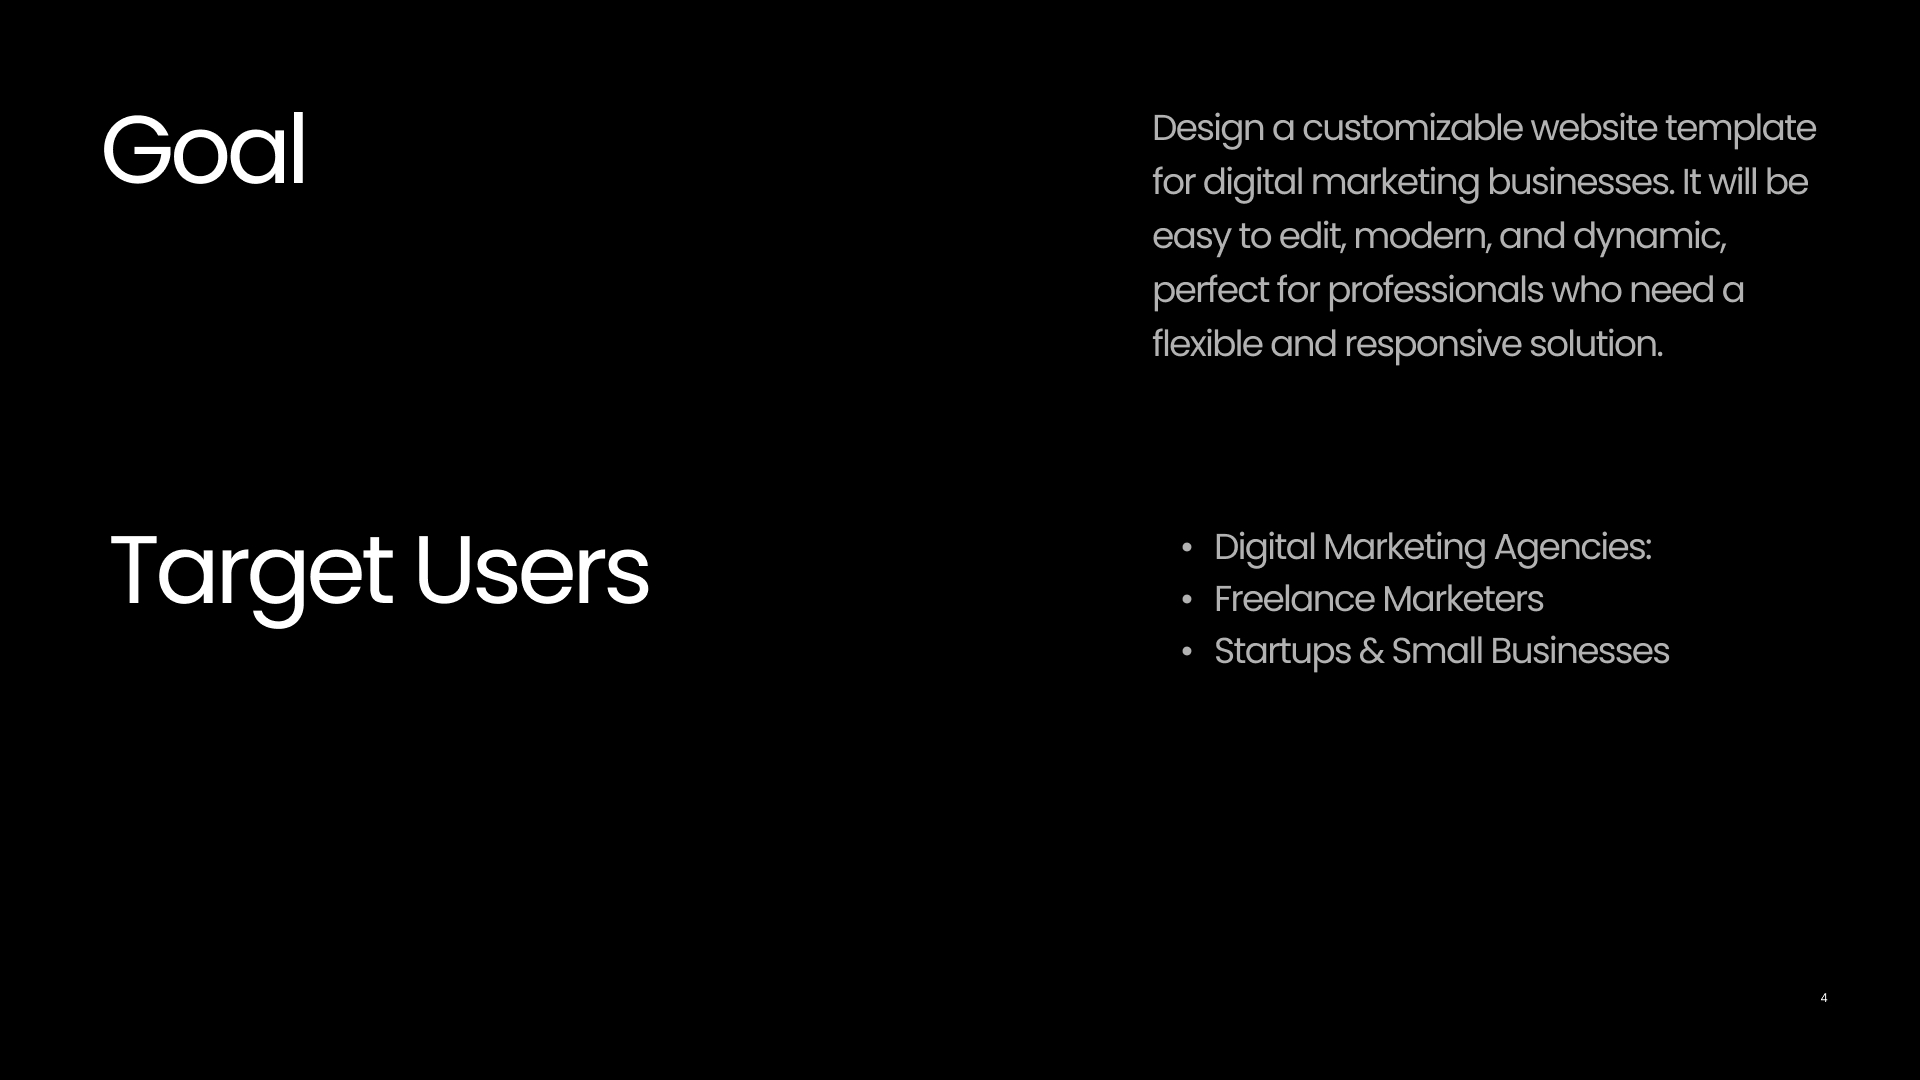 Goal
Design a customizable website template
for digital marketing businesses. It will be
easy to edit, modern, and dynamic,
perfect for professionals who need a
flexible and responsive solution.
Target Users
• Digital Marketing Agencies:
• Freelance Marketers
• Startups & Small Businesses
4